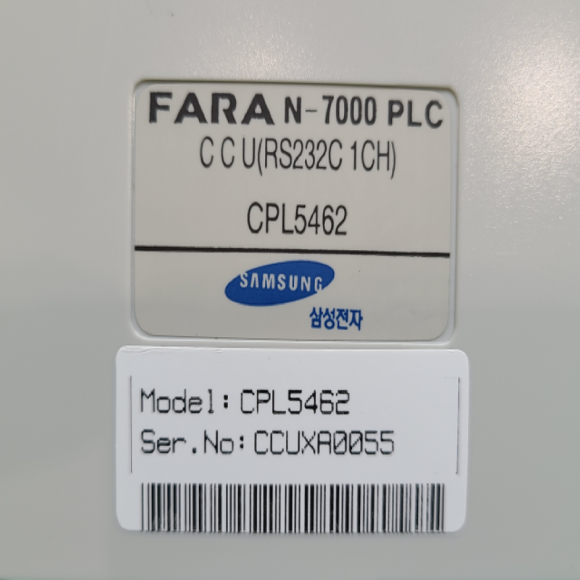 FARA N-7000 PLC
C C U(RS232C 1CH)
CPL5462
SAMSUNG
삼성전자
Model: CPL5462
Ser.No: CCUXA0055